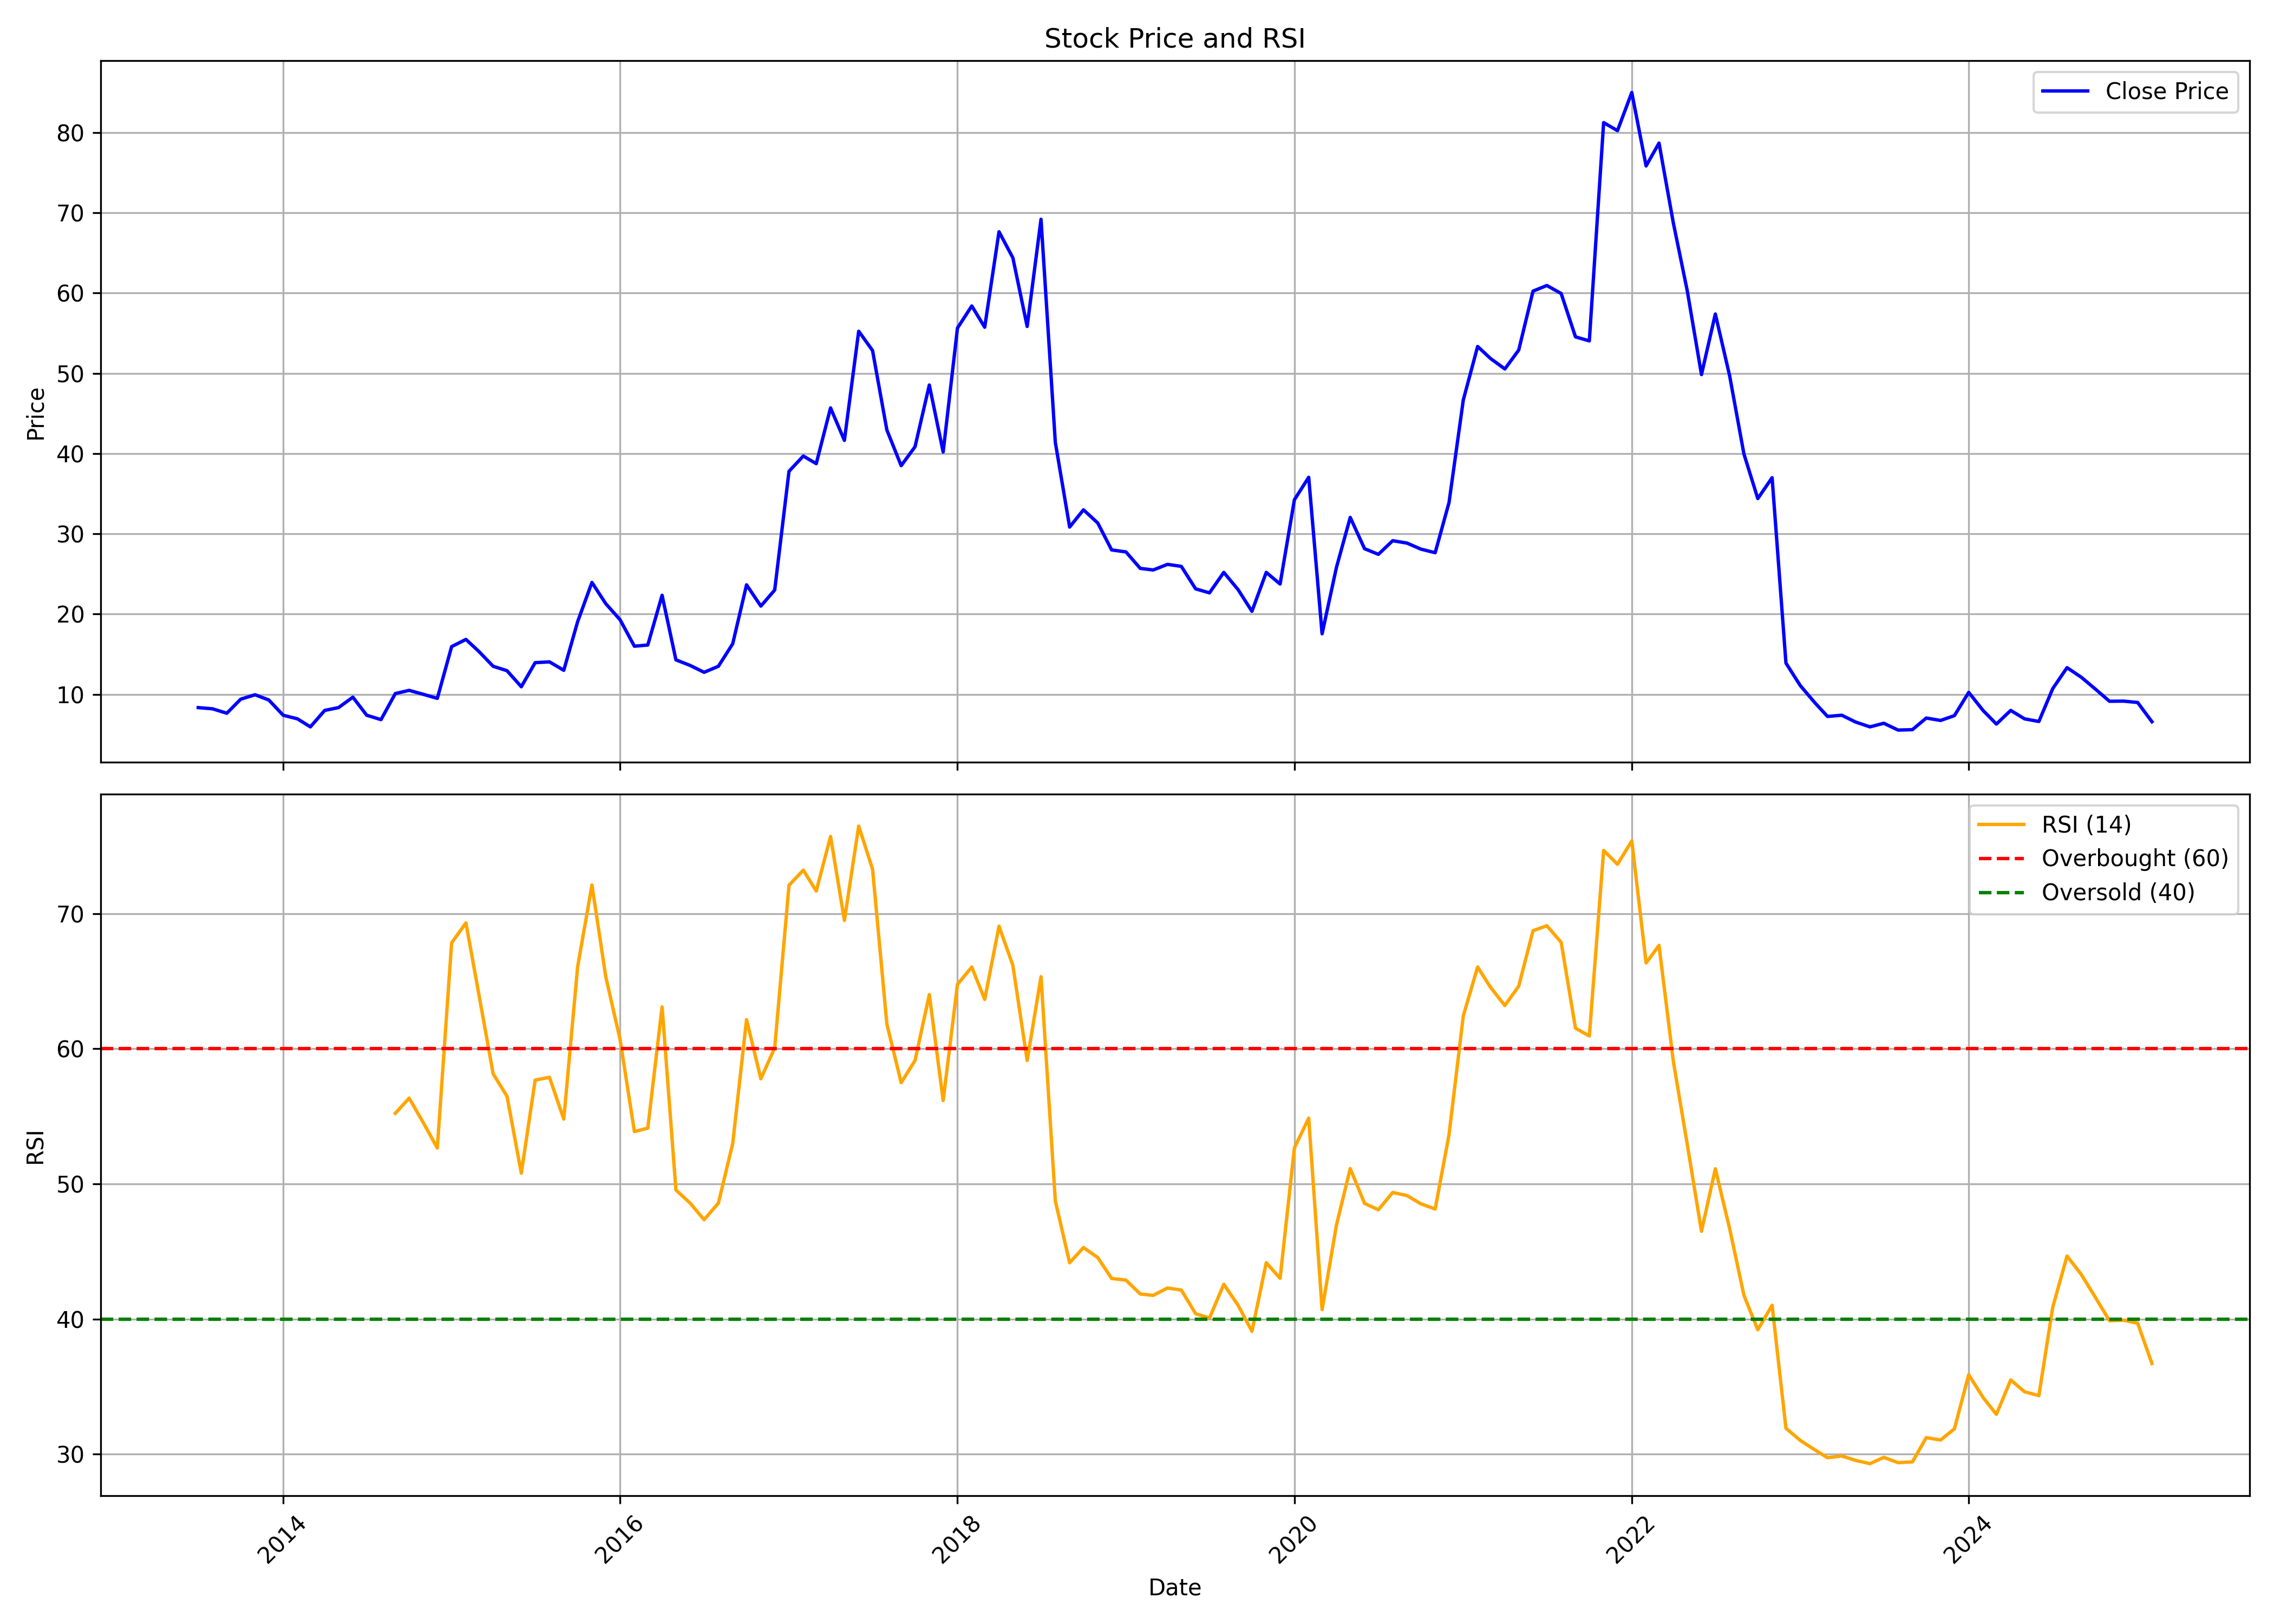 Stock Price and RSI
Close Price
80
70
60
50
40
30
20
10
Price
RSI (14)
Overbought (60)
Oversold (40)
70
60
50
40
30
RSI
2014 2016 2018 2020 2022 2024
Date